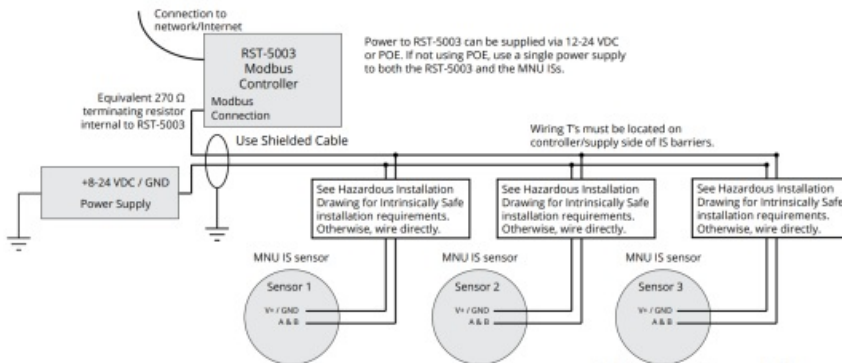 Connection to
network/Internet
RST-5003
Modbus
Controller
Modbus
Connection
Power to RST-5003 can be supplied via 12-24 VDC
or POE. If not using POE, use a single power supply
to both the RST-5003 and the MNU ISs.
Equivalent 270 Ω
terminating resistor
internal to RST-5003
Use Shielded Cable
Wiring T's must be located on
controller/supply side of IS barriers.
+8-24 VDC / GND
Power Supply
See Hazardous Installation
Drawing for Intrinsically Safe
installation requirements.
Otherwise, wire directly.
See Hazardous Installation
Drawing for Intrinsically Safe
installation requirements.
Otherwise, wire directly.
See Hazardous Installation
Drawing for Intrinsically Safe
installation requirements.
Otherwise, wire directly.
MNU IS sensor
Sensor 1
V+ / GND
A & B
MNU IS sensor
Sensor 2
V+ / GND
A & B
MNU IS sensor
Sensor 3
V+ / GND
A & B